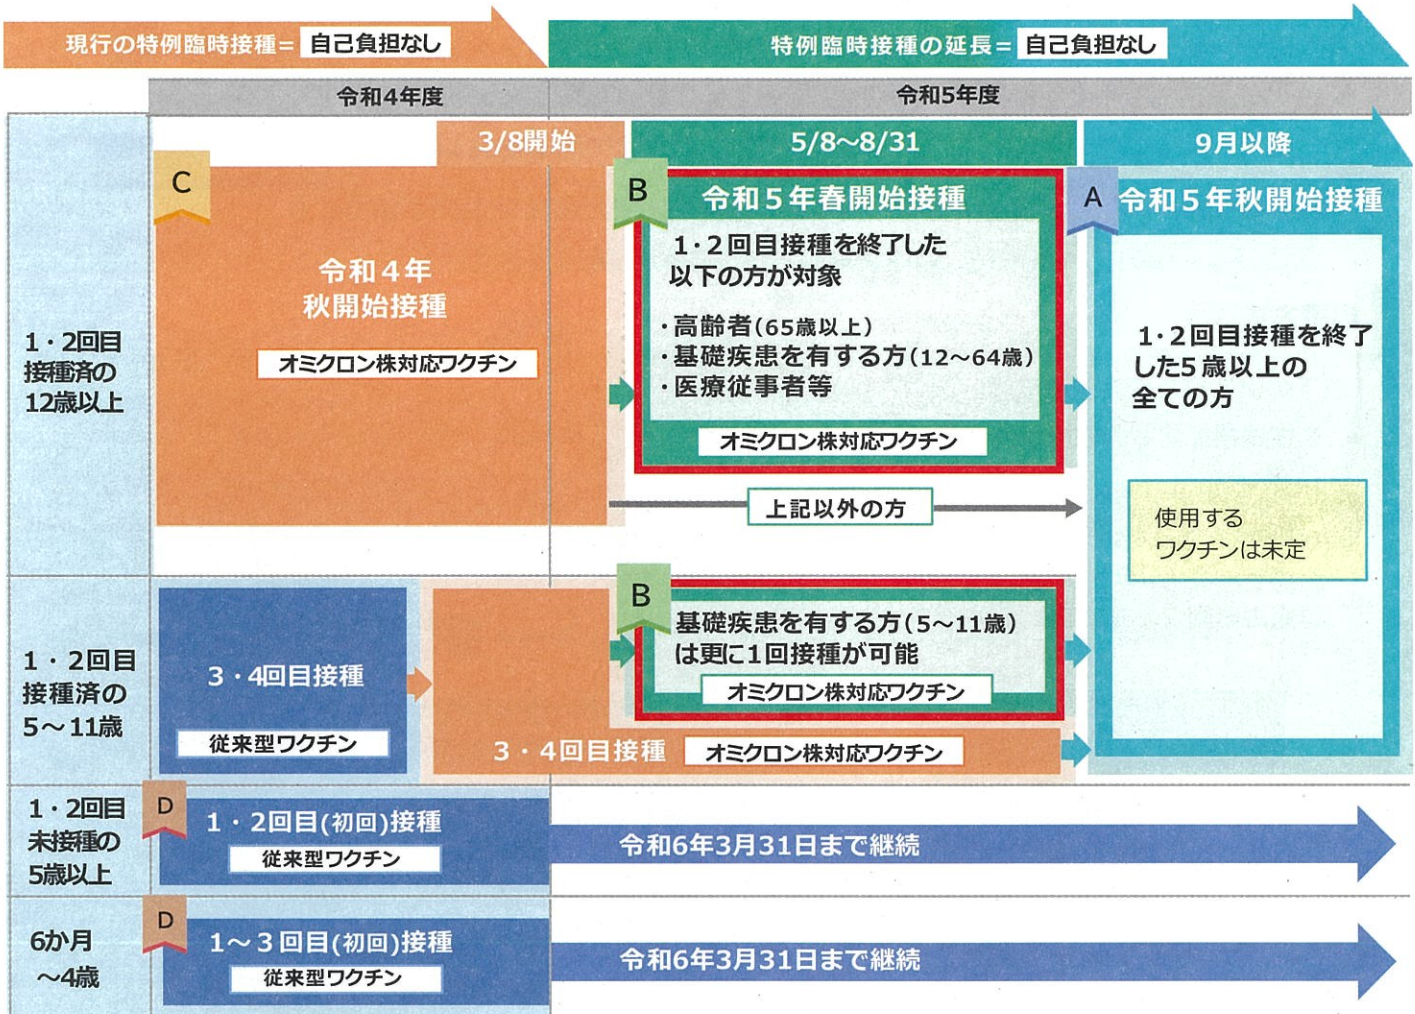 現行の特例臨時接種= 自己負担なし
特例臨時接種の延長= 自己負担なし
令和4年度
令和5年度
3/8開始
5/8～8/31
9月以降
1・2回目
接種済の
12歳以上
C
令和4年
秋開始接種
オミクロン株対応ワクチン
B
令和5年春開始接種
1・2回目接種を終了した
以下の方が対象
・高齢者(65歳以上)
・基礎疾患を有する方(12～64歳)
・医療従事者等
オミクロン株対応ワクチン
上記以外の方
A
令和5年秋開始接種
1・2回目接種を終了
した5歳以上の
全ての方
使用する
ワクチンは未定
1・2回目
接種済の
5～11歳
3・4回目接種
従来型ワクチン
B
基礎疾患を有する方(5～11歳)
は更に1回接種が可能
オミクロン株対応ワクチン
3・4回目接種 オミクロン株対応ワクチン
1・2回目
未接種の
5歳以上
D
1・2回目(初回)接種
従来型ワクチン
令和6年3月31日まで継続
6か月
～4歳
D
1～3回目(初回)接種
従来型ワクチン
令和6年3月31日まで継続